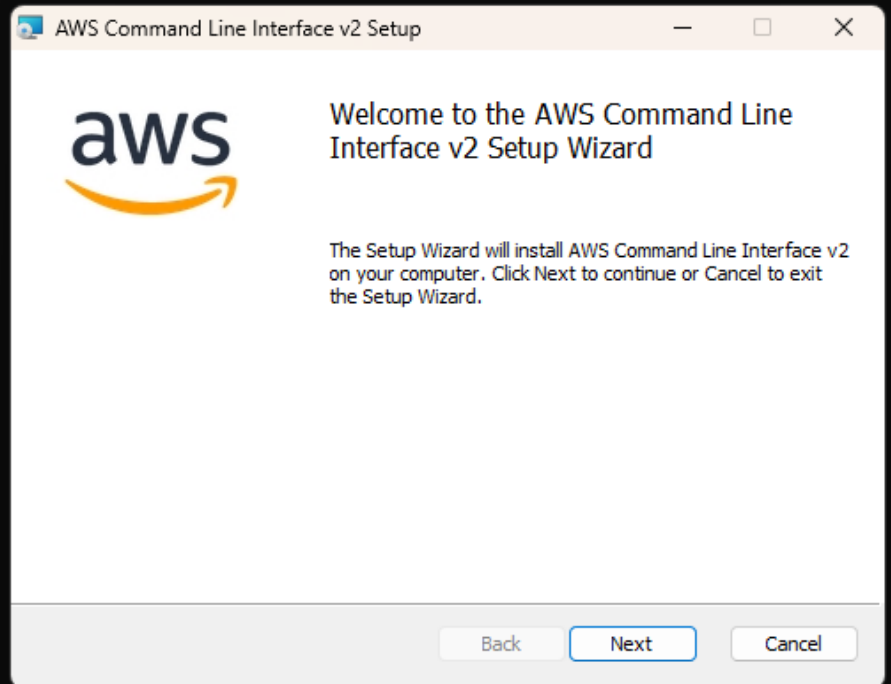 AWS Command Line Interface v2 Setup
aws
Welcome to the AWS Command Line
Interface v2 Setup Wizard
The Setup Wizard will install AWS Command Line Interface v2
on your computer. Click Next to continue or Cancel to exit
the Setup Wizard.
Back Next Cancel